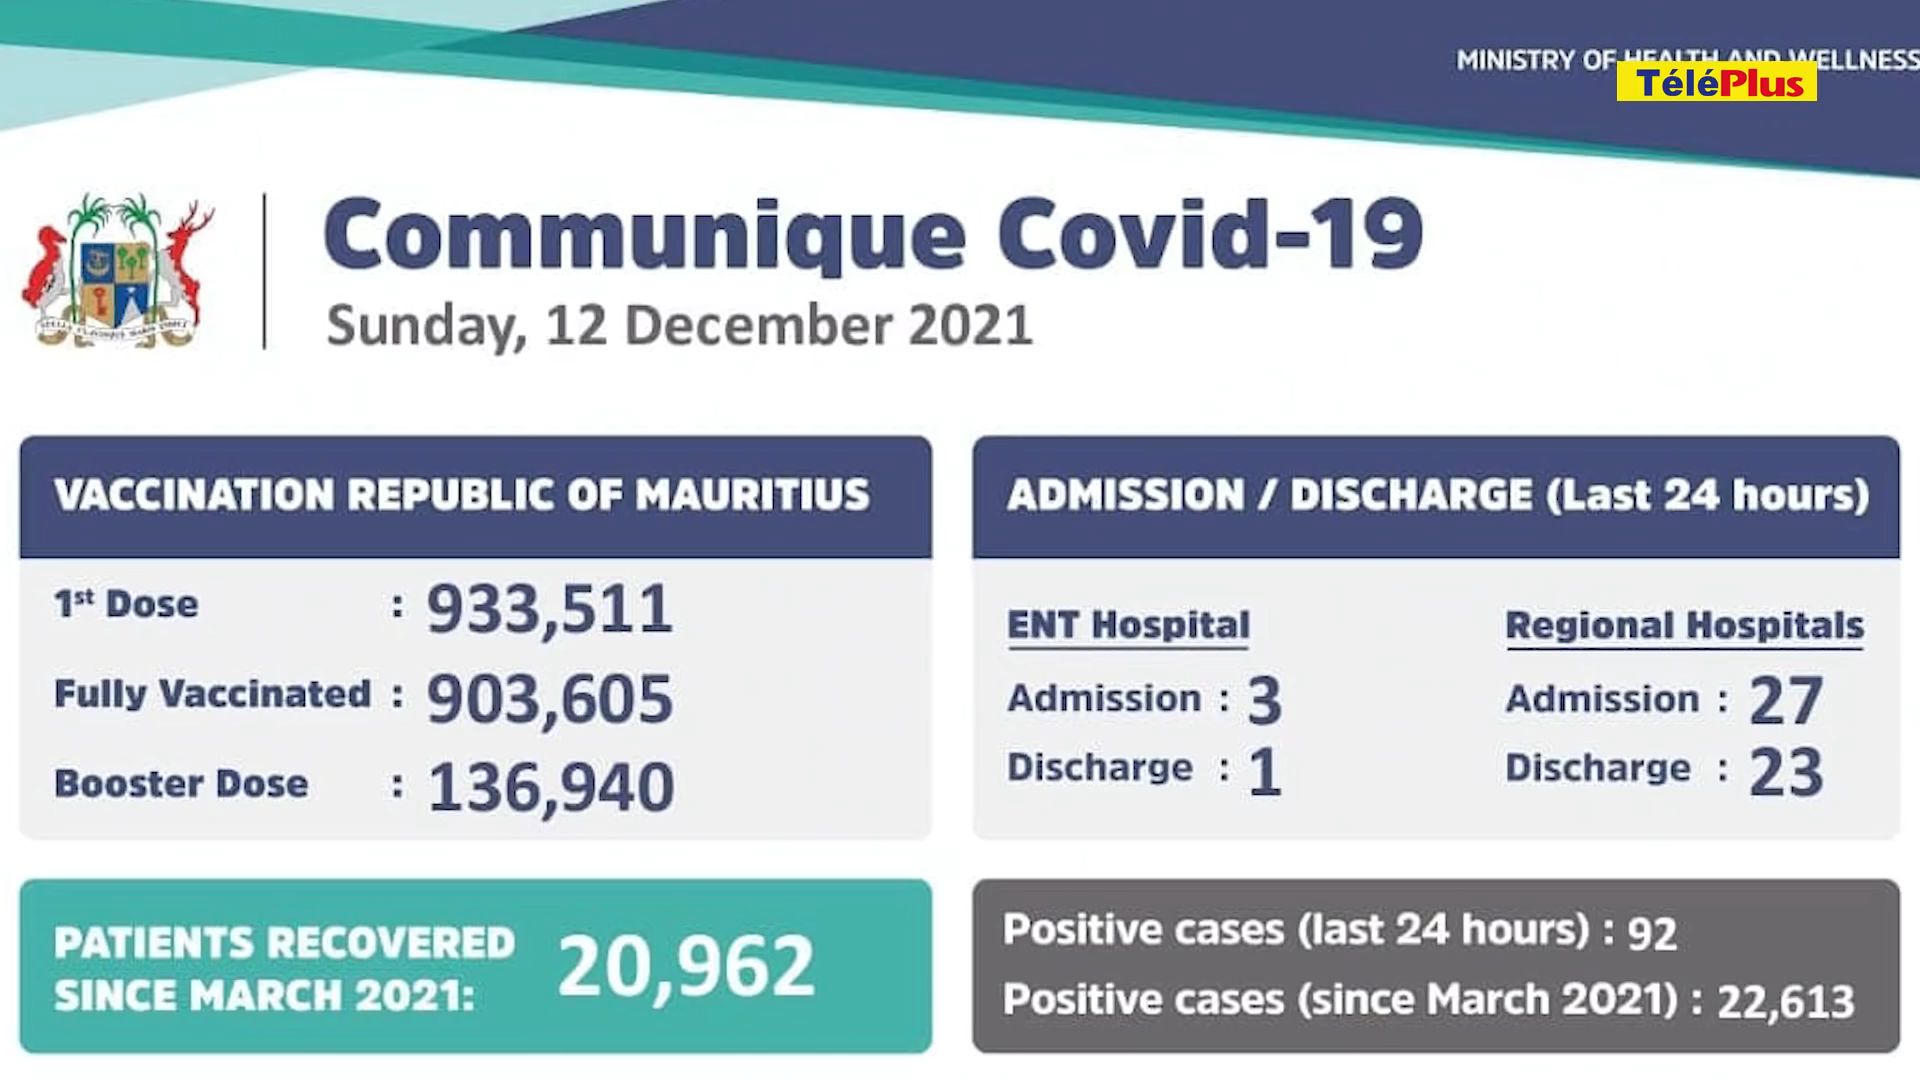 MINISTRY OF HEALTH AND WELLNESS
TéléPlus
Communique Covid-19
Sunday, 12 December 2021
VACCINATION REPUBLIC OF MAURITIUS
1st Dose : 933,511
Fully Vaccinated : 903,605
Booster Dose : 136,940
ADMISSION / DISCHARGE (Last 24 hours)
ENT Hospital
Admission : 3
Discharge : 1
Regional Hospitals
Admission : 27
Discharge : 23
PATIENTS RECOVERED
SINCE MARCH 2021: 20,962
Positive cases (last 24 hours) : 92
Positive cases (since March 2021) : 22,613